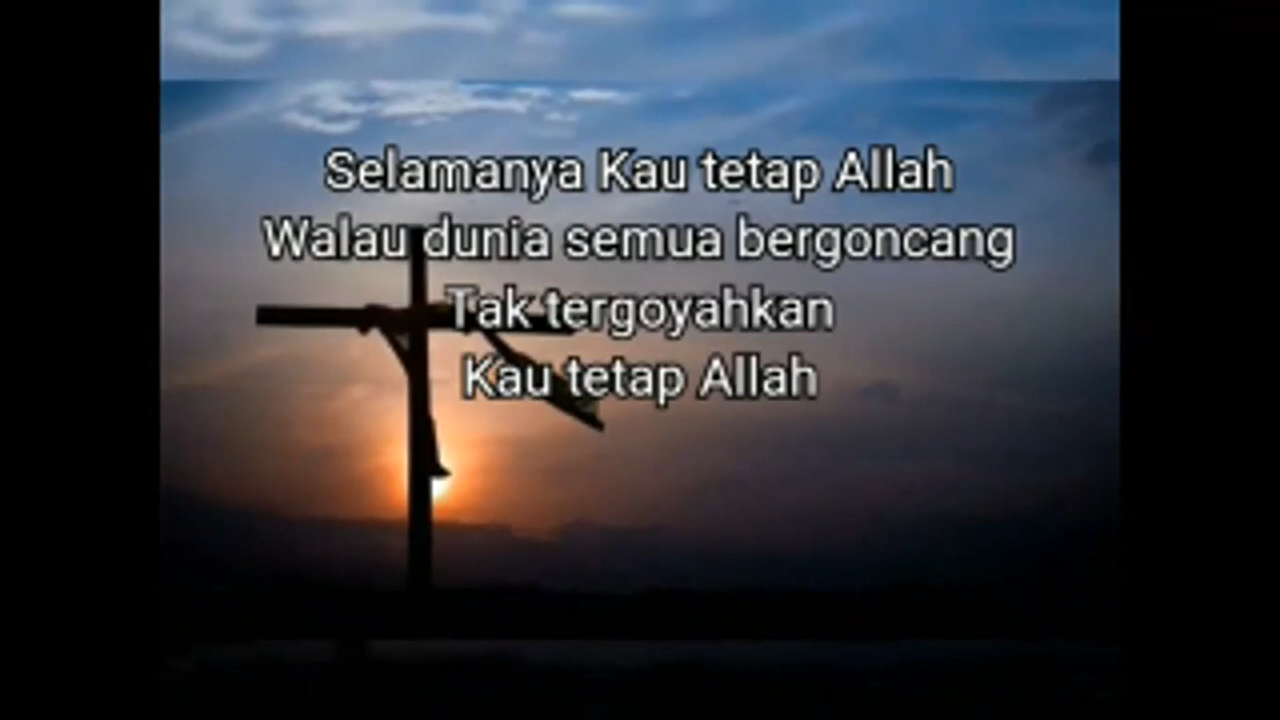 Selamanya Kau tetap Allah
Walau dunia semua bergoncang
Tak tergoyahkan
Kau tetap Allah